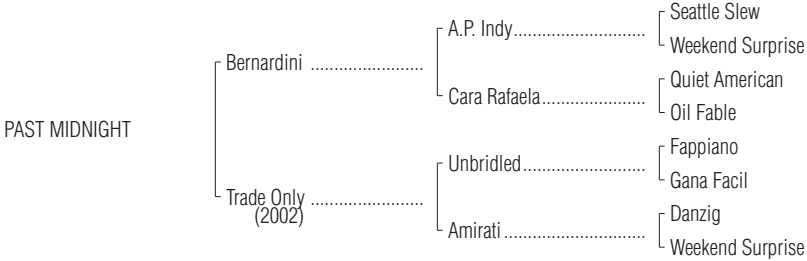 Seattle Slew
A.P. Indy..............................
Weekend Surprise
Bernardini .........................
Quiet American
Cara Rafaela........................
Oil Fable
PAST MIDNIGHT
Fappiano
Unbridled............................
Gana Facil
Trade Only .........................
(2002)
Danzig
Amirati ................................
Weekend Surprise